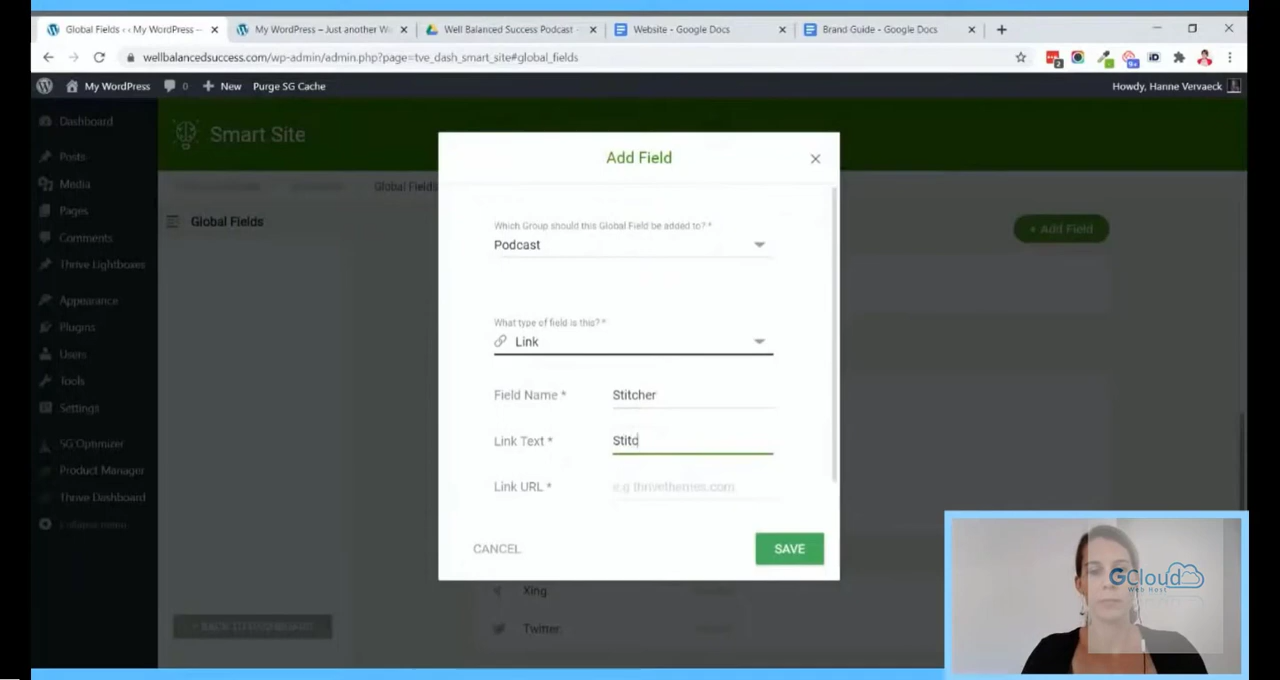 Global Fields ‹ ‹ My WordPress –
My WordPress – Just another W
Well Balanced Success Podcast -
Website - Google Docs
Brand Guide - Google Docs
wellbalancedsuccess.com/wp-admin/admin.php?page=tve_dash_smart_site#global_fields
My WordPress
0
New
Purge SG Cache
Howdy, Hanne Vervaeck
Dashboard
Smart Site
Add Field
Posts
Media
Global Fields
Pages
Global Fields
Which Group should this Global Field be added to? *
+ Add Field
Comments
Podcast
Thrive Lightboxes
Appearance
Plugins
What type of field is this? *
Users
Link
Tools
Field Name *
Stitcher
Settings
SG Optimizer
Link Text *
Stitc
Product Manager
Thrive Dashboard
Link URL *
e.g thrivethemes.com
Collapse menu
CANCEL
SAVE
GCloud
Web Host
Xing
Twitter